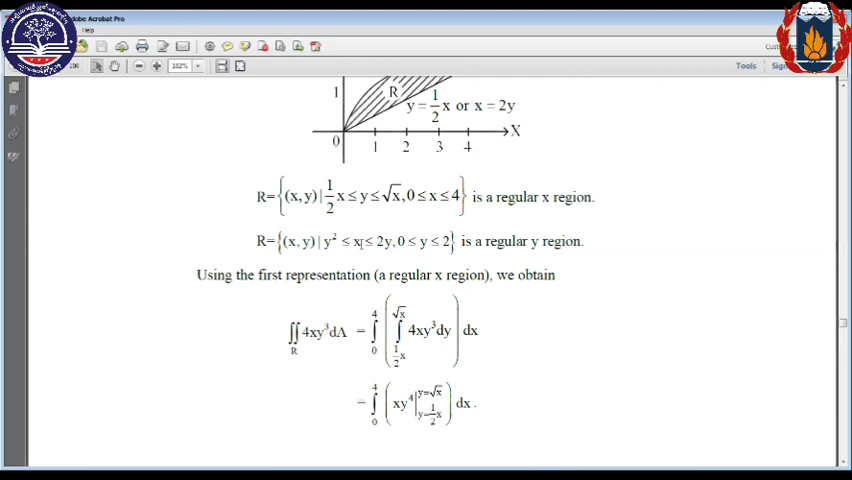 Adobe Acrobat Pro
Help
Custo
162%
Tools
Sign
1
R
y = 1/2 x or x = 2y
0
X
1 2 3 4
R={(x, y) | 1/2 x ≤ y ≤ √x, 0 ≤ x ≤ 4} is a regular x region.
R={(x, y) | y² ≤ x ≤ 2y, 0 ≤ y ≤ 2} is a regular y region.
Using the first representation (a regular x region), we obtain
∬_R 4xy³dA = ∫_0^4 ( ∫_{1/2 x}^{√x} 4xy³dy ) dx
= ∫_0^4 ( xy⁴ |_{y=1/2 x}^{y=√x} ) dx .